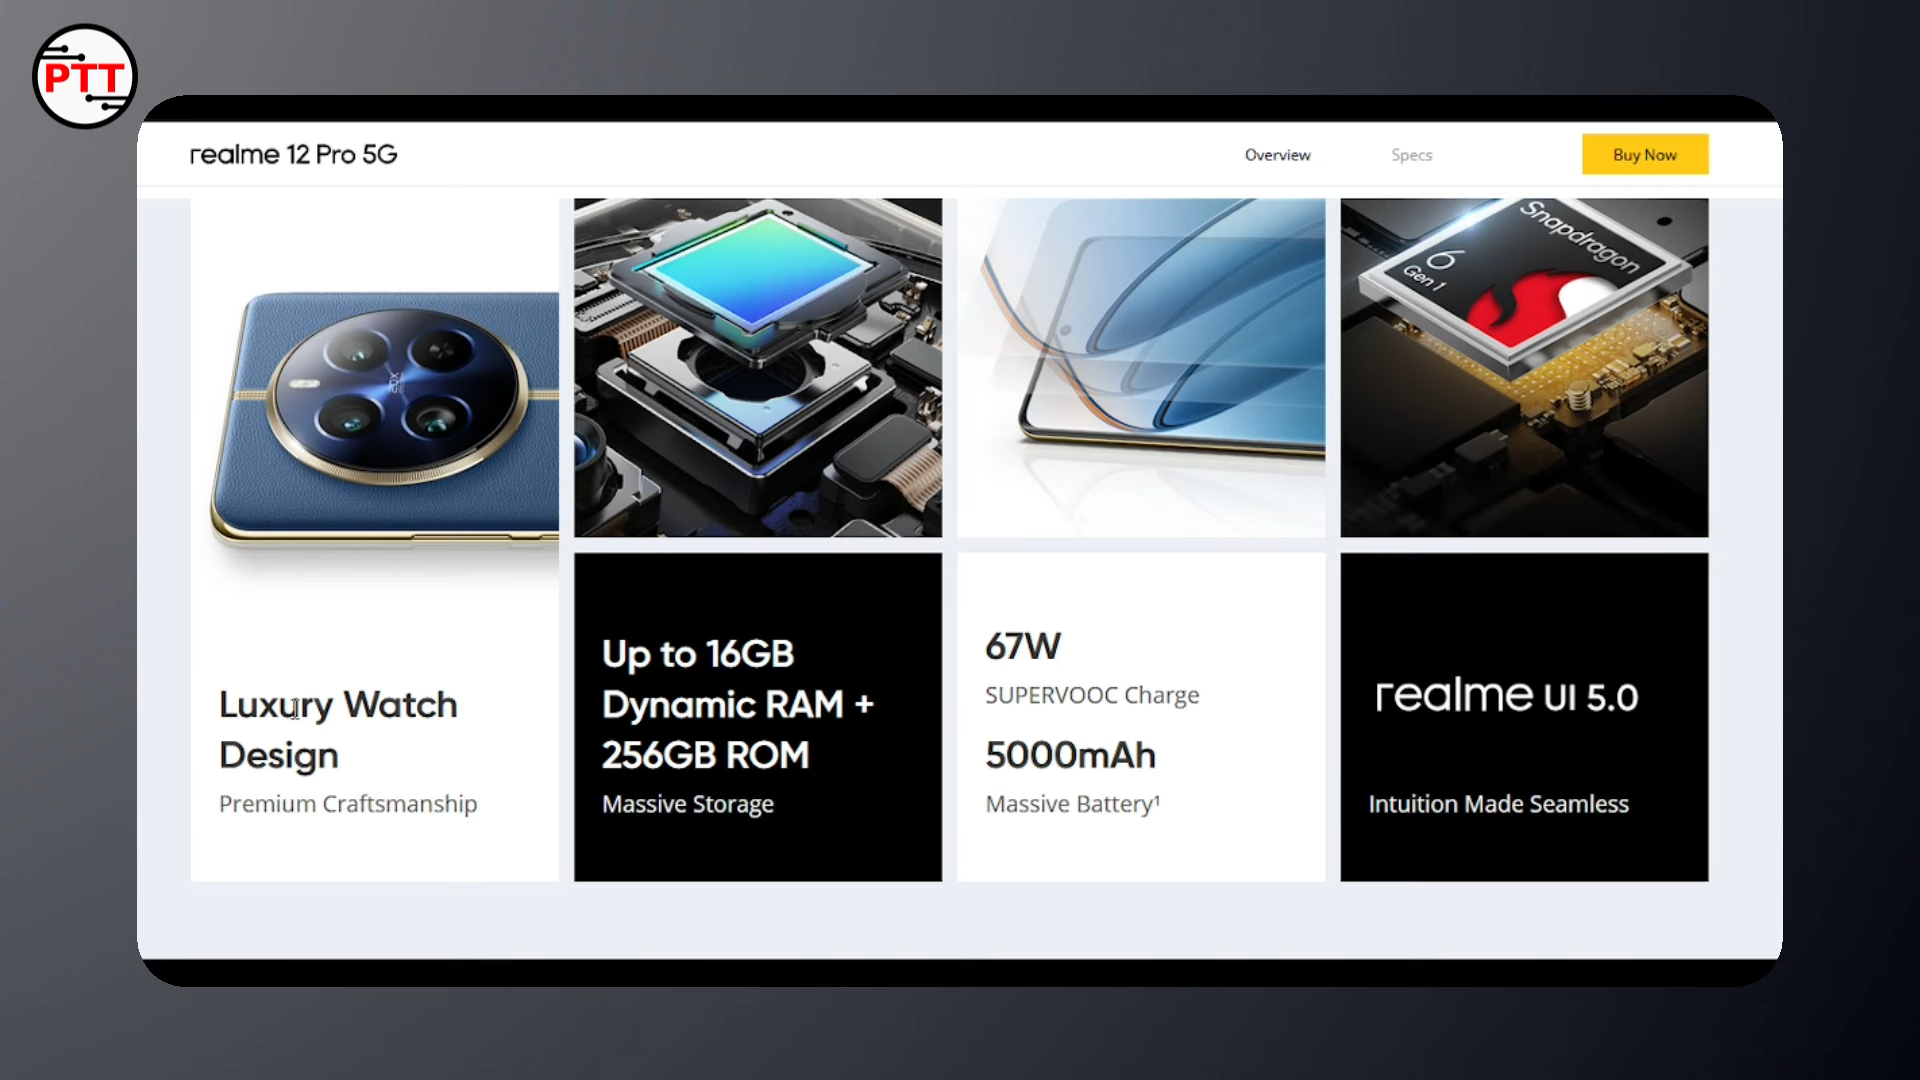 PTT
realme 12 Pro 5G
Overview
Specs
Buy Now
Snapdragon
6
Gen 1
Luxury Watch
Design
Premium Craftsmanship
Up to 16GB
Dynamic RAM +
256GB ROM
Massive Storage
67W
SUPERVOOC Charge
5000mAh
Massive Battery¹
realme UI 5.0
Intuition Made Seamless